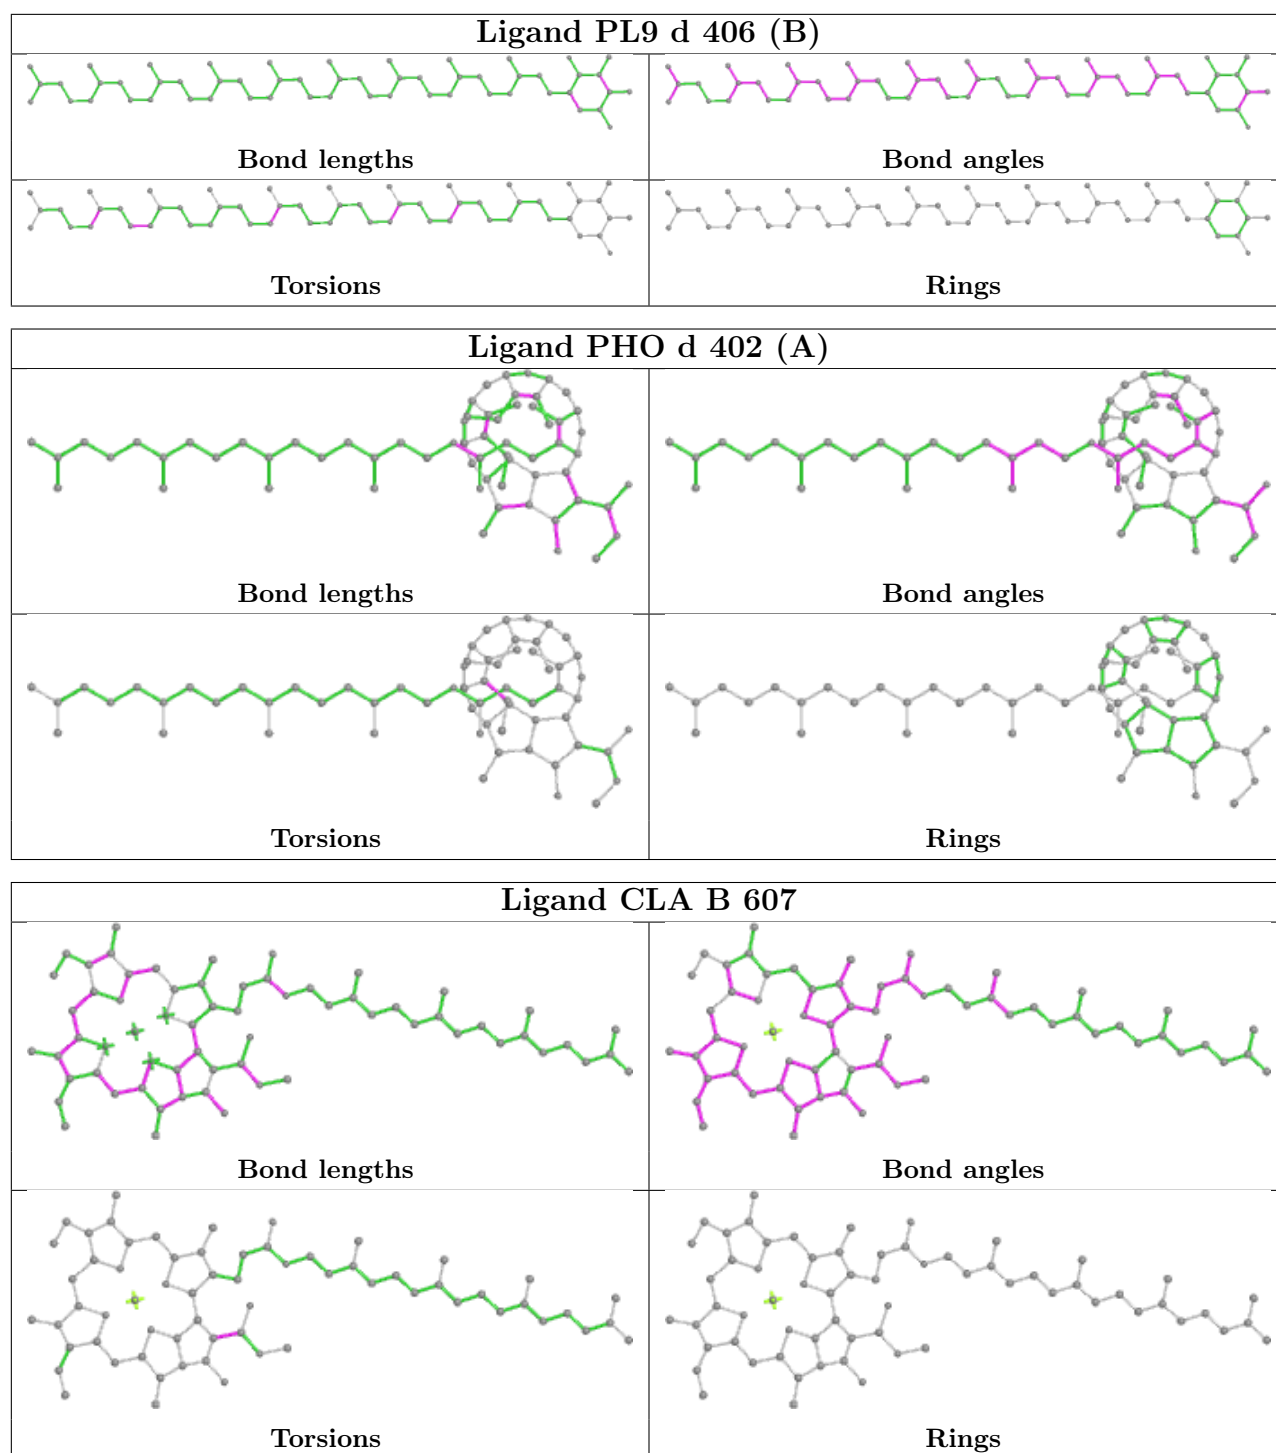 Ligand PL9 d 406 (B)
Bond lengths
Bond angles
Torsions
Rings
Ligand PHO d 402 (A)
Bond lengths
Bond angles
Torsions
Rings
Ligand CLA B 607
Bond lengths
Bond angles
Torsions
Rings